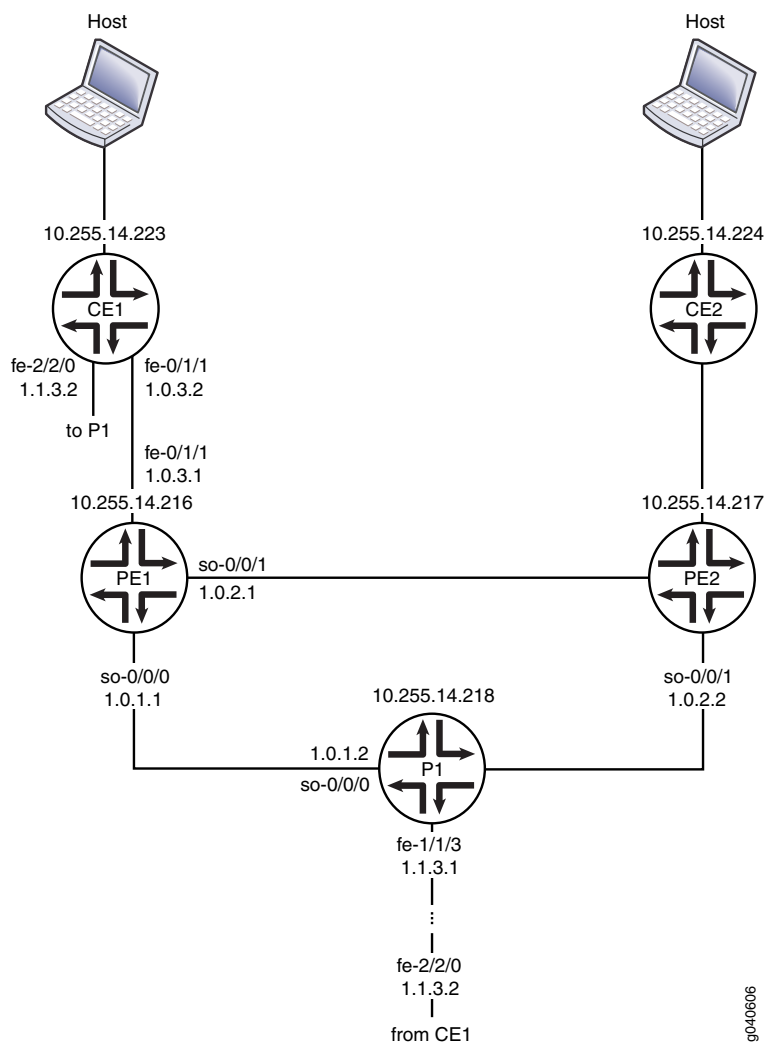 Host
Host
10.255.14.223
10.255.14.224
CE1
CE2
fe-2/2/0
1.1.3.2
fe-0/1/1
1.0.3.2
to P1
fe-0/1/1
1.0.3.1
10.255.14.216
10.255.14.217
so-0/0/1
1.0.2.1
PE1
PE2
so-0/0/0
1.0.1.1
so-0/0/1
1.0.2.2
10.255.14.218
1.0.1.2
so-0/0/0
P1
fe-1/1/3
1.1.3.1
...
fe-2/2/0
1.1.3.2
from CE1
g040606